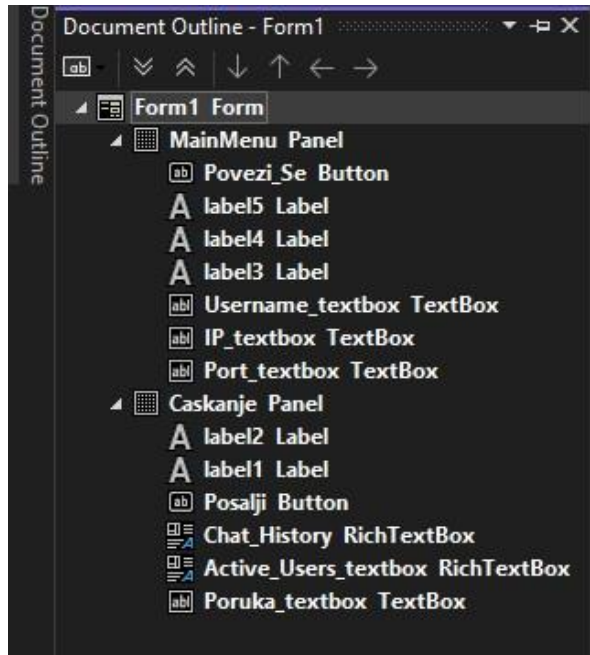 Document Outline
Document Outline - Form1
Form1 Form
MainMenu Panel
Povezi_Se Button
label5 Label
label4 Label
label3 Label
Username_textbox TextBox
IP_textbox TextBox
Port_textbox TextBox
Caskanje Panel
label2 Label
label1 Label
Posalji Button
Chat_History RichTextBox
Active_Users_textbox RichTextBox
Poruka_textbox TextBox